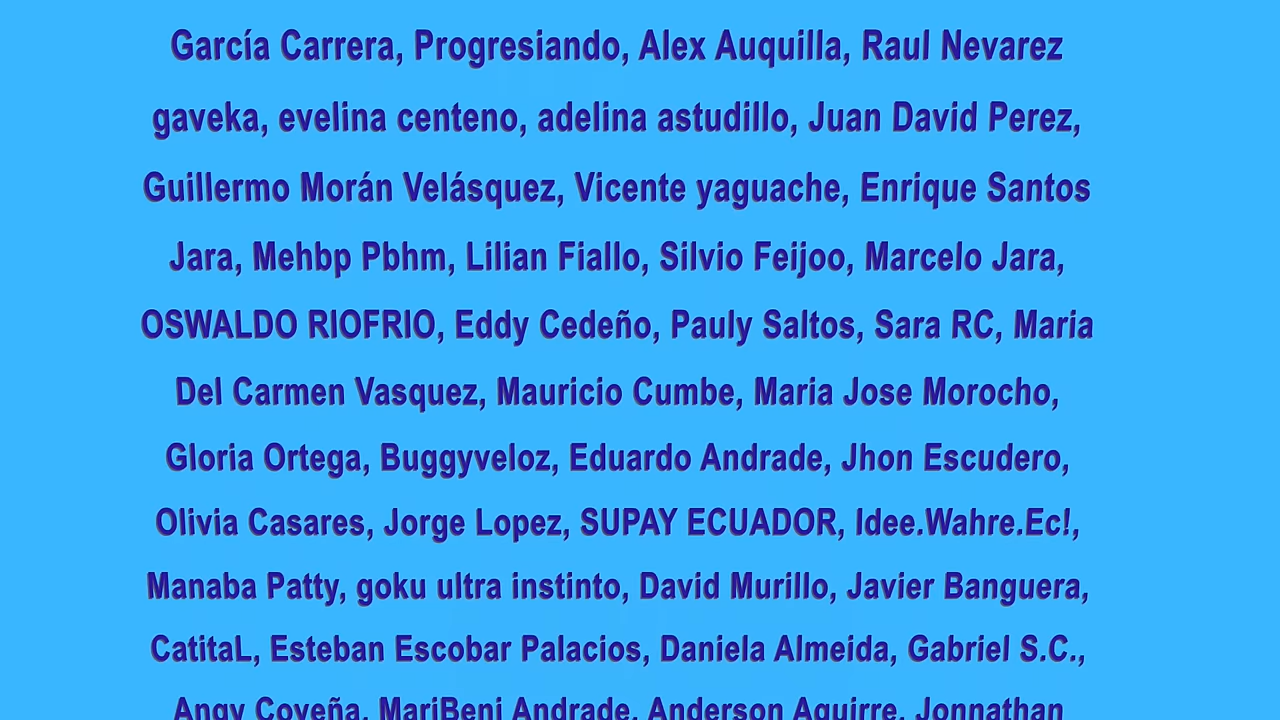 García Carrera, Progresiando, Alex Auquilla, Raul Nevarez
gaveka, evelina centeno, adelina astudillo, Juan David Perez,
Guillermo Morán Velásquez, Vicente yaguache, Enrique Santos
Jara, Mehbp Pbhm, Lilian Fiallo, Silvio Feijoo, Marcelo Jara,
OSWALDO RIOFRIO, Eddy Cedeño, Pauly Saltos, Sara RC, Maria
Del Carmen Vasquez, Mauricio Cumbe, Maria Jose Morocho,
Gloria Ortega, Buggyveloz, Eduardo Andrade, Jhon Escudero,
Olivia Casares, Jorge Lopez, SUPAY ECUADOR, Idee.Wahre.Ec!,
Manaba Patty, goku ultra instinto, David Murillo, Javier Banguera,
CatitaL, Esteban Escobar Palacios, Daniela Almeida, Gabriel S.C.,
Angy Coveña, MariBeni Andrade, Anderson Aguirre, Jonnathan